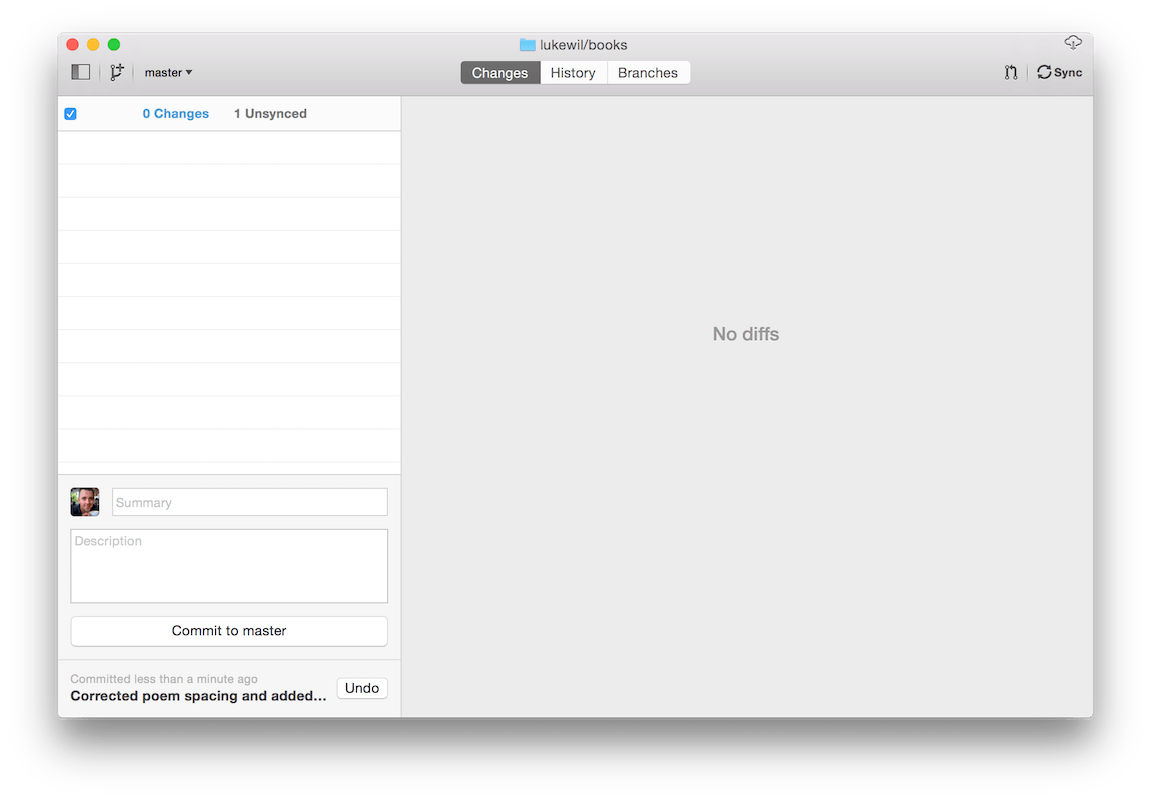 lukewil/books
master
Changes History Branches
Sync
0 Changes 1 Unsynced
No diffs
Summary
Description
Commit to master
Committed less than a minute ago
Corrected poem spacing and added...
Undo